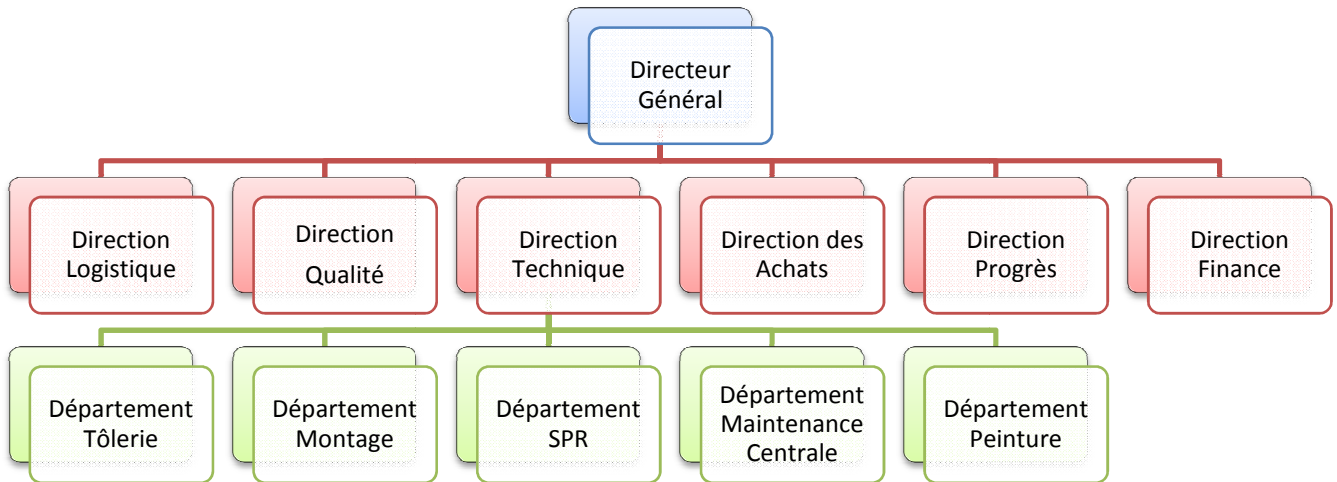 Directeur
Général
Direction
Logistique
Direction
Qualité
Direction
Technique
Direction des
Achats
Direction
Progrès
Direction
Finance
Département
Tôlerie
Département
Montage
Département
SPR
Département
Maintenance
Centrale
Département
Peinture